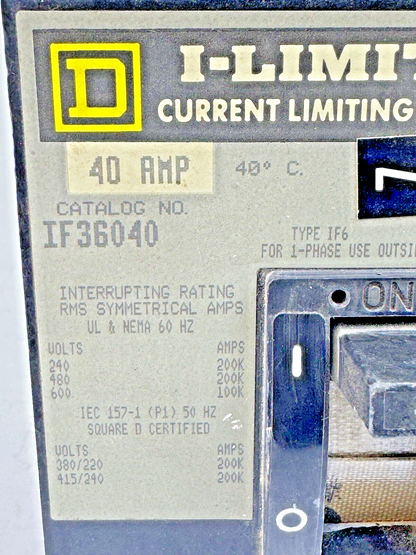 D
I-LIMI
CURRENT LIMITING
40 AMP 40° C.
CATALOG NO.
IF36040
TYPE IF6
FOR 1-PHASE USE OUTSI
INTERRUPTING RATING
RMS SYMMETRICAL AMPS
UL & NEMA 60 HZ
VOLTS AMPS
240 200K
480 200K
600 100K
IEC 157-1 (P1) 50 HZ
SQUARE D CERTIFIED
VOLTS AMPS
380/220 200K
415/240 200K
ON
I
O